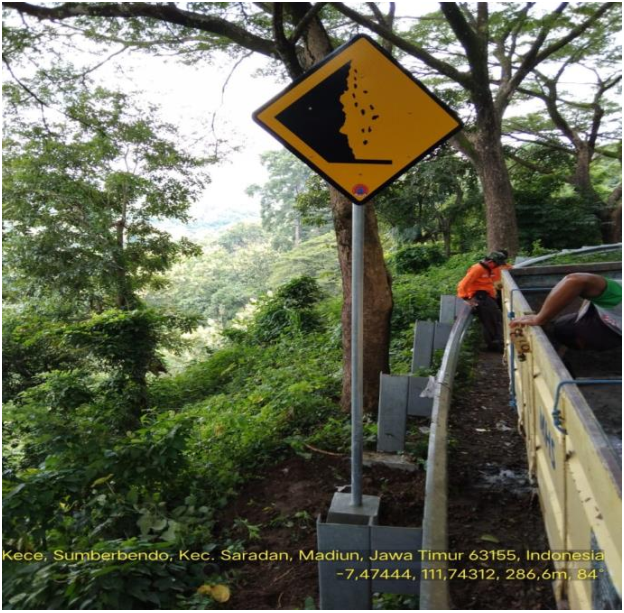 Kece, Sumberbendo, Kec. Saradan, Madiun, Jawa Timur 63155, Indonesia
-7,47444, 111,74312, 286,6m, 84°